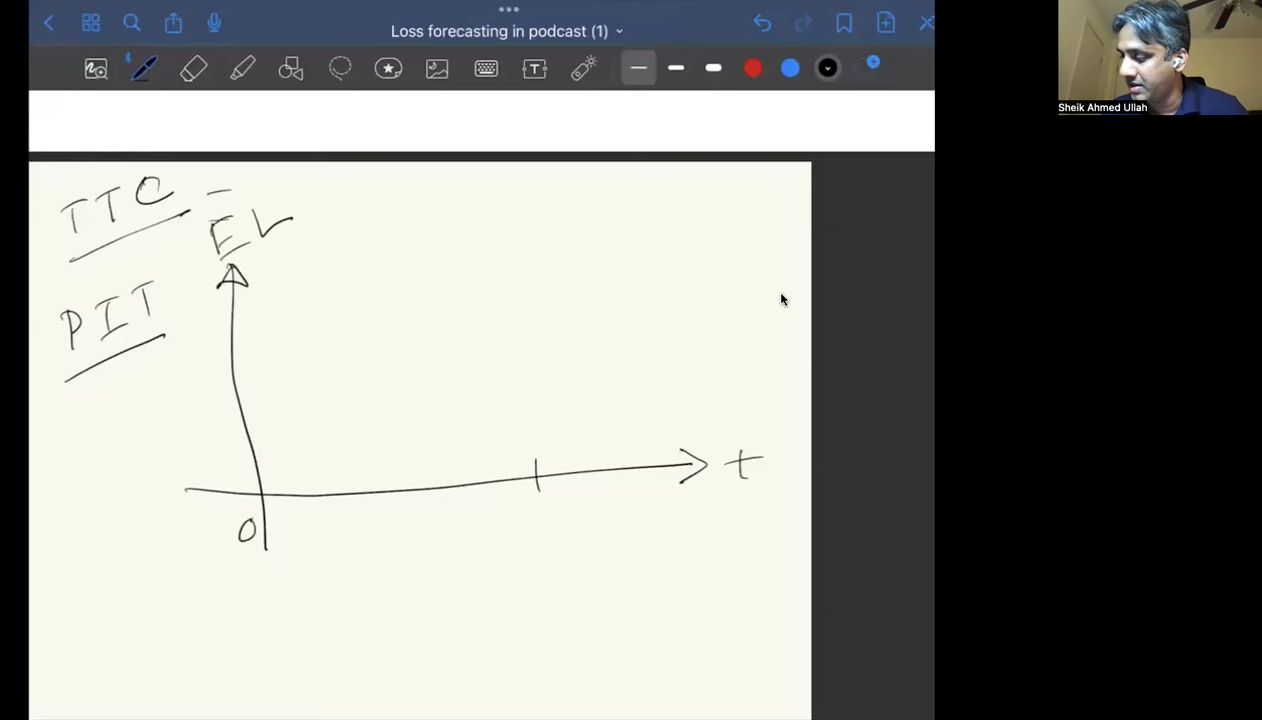 Loss forecasting in podcast (1)
Sheik Ahmed Ullah
TTC -
EL
PIT
t
0